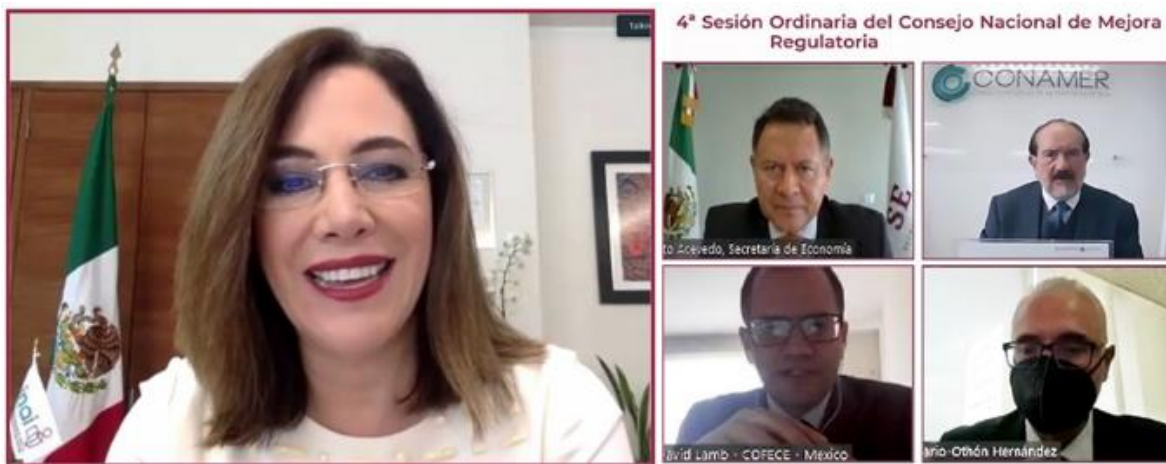 4ª Sesión Ordinaria del Consejo Nacional de Mejora
Regulatoria
CONAMER
SE
to Acevedo, Secretaría de Economía
inai
avid Lamb - COFECE - Mexico
ario-Othón Hernández